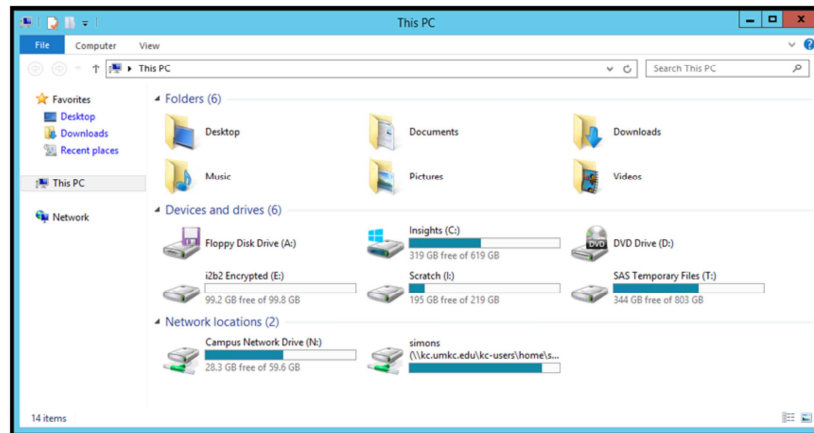 This PC
File Computer View
This PC
Search This PC
Favorites
Desktop
Downloads
Recent places
This PC
Network
Folders (6)
Desktop Documents Downloads
Music Pictures Videos
Devices and drives (6)
Floppy Disk Drive (A:)
Insights (C:)
319 GB free of 619 GB
DVD
DVD Drive (D:)
i2b2 Encrypted (E:)
99.2 GB free of 99.8 GB
Scratch (I:)
195 GB free of 219 GB
SAS Temporary Files (T:)
344 GB free of 803 GB
Network locations (2)
Campus Network Drive (N:)
28.3 GB free of 59.6 GB
simons
(\\kc.umkc.edu\kc-users\home\s...
14 items